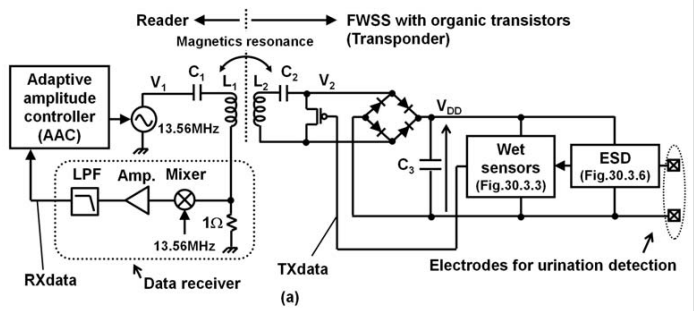 Reader
FWSS with organic transistors
(Transponder)
Magnetics resonance
Adaptive
amplitude
controller
(AAC)
V1
C1
L1
L2
C2
V2
13.56MHz
VDD
C3
Wet
sensors
(Fig.30.3.3)
ESD
(Fig.30.3.6)
LPF
Amp.
Mixer
1Ω
13.56MHz
RXdata
Data receiver
TXdata
Electrodes for urination detection
(a)